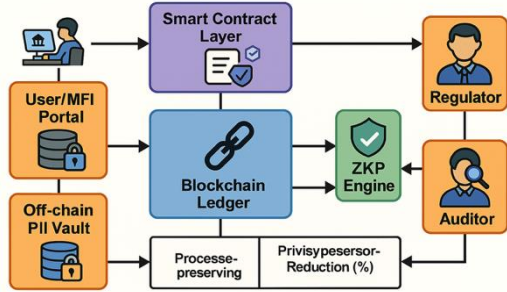 Smart Contract
Layer
Regulator
User/MFI
Portal
Blockchain
Ledger
ZKP
Engine
Auditor
Off-chain
PII Vault
Processe-
preserving
Privisypesersor-
Reduction (%)